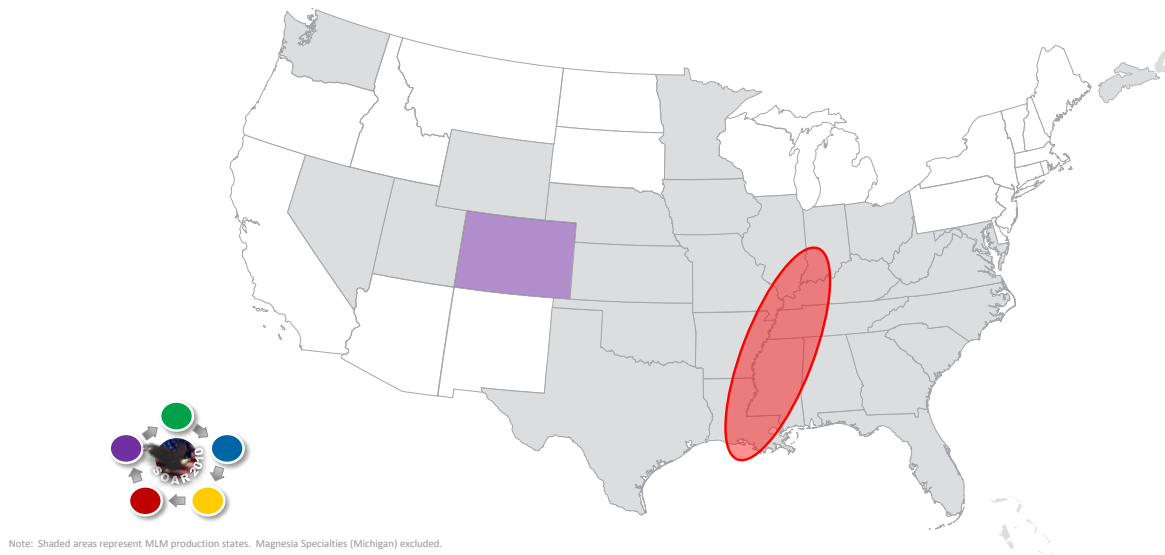 SOAR 2010
Note: Shaded areas represent MLM production states. Magnesia Specialties (Michigan) excluded.